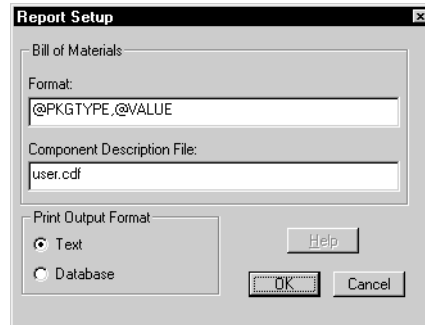 Report Setup
Bill of Materials
Format:
@PKGTYPE,@VALUE
Component Description File:
user.cdf
Print Output Format
Text
Database
Help
OK
Cancel